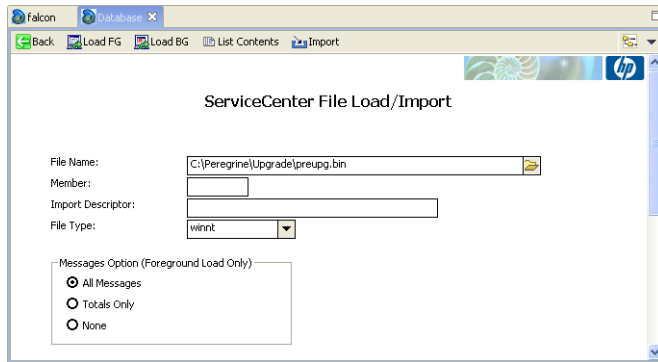 falcon Database
Back Load FG Load BG List Contents Import
hp
ServiceCenter File Load/Import
File Name: C:\Peregrine\Upgrade\preupg.bin
Member:
Import Descriptor:
File Type: winnt
Messages Option (Foreground Load Only)
All Messages
Totals Only
None